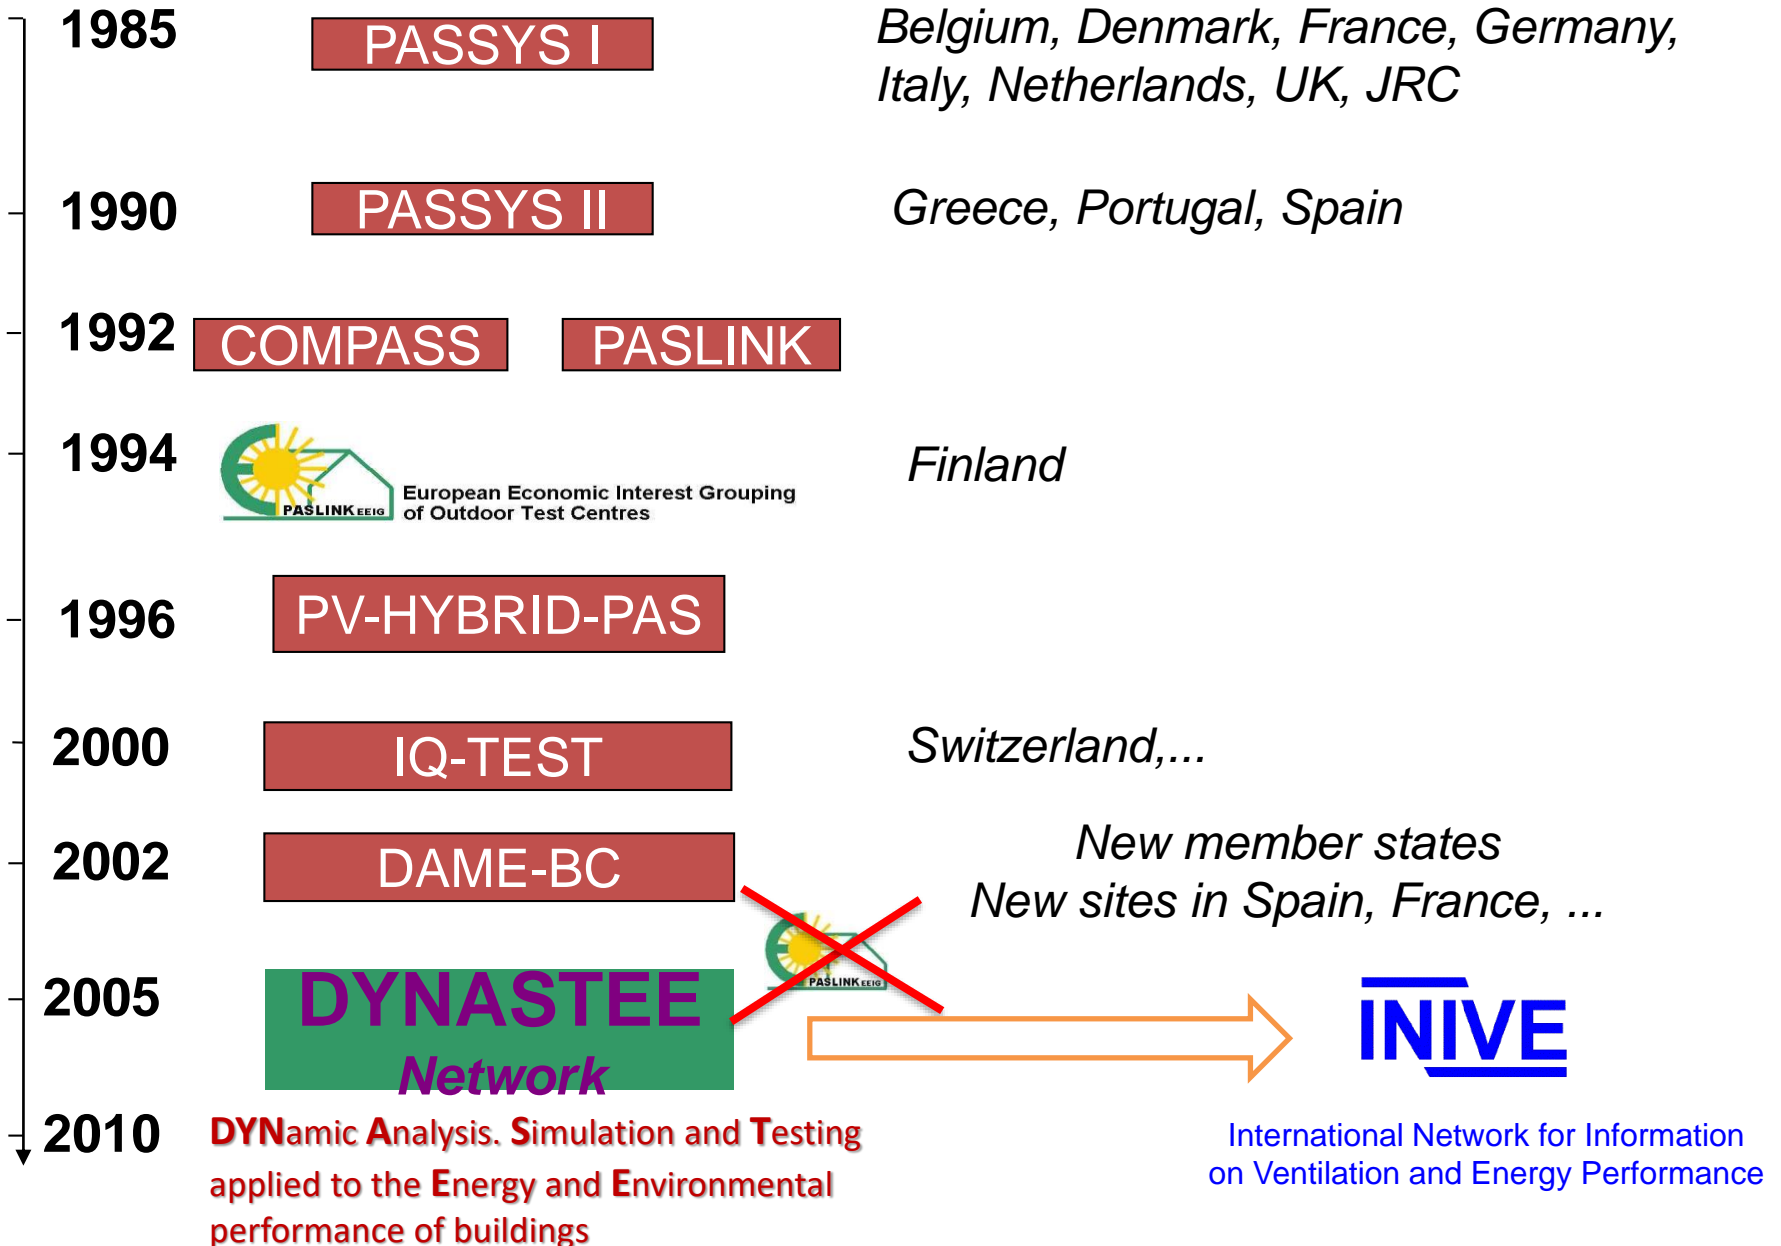 1985
PASSYS I
Belgium, Denmark, France, Germany,
Italy, Netherlands, UK, JRC
1990
PASSYS II
Greece, Portugal, Spain
1992
COMPASS
PASLINK
1994
PASLINK EEIG
European Economic Interest Grouping
of Outdoor Test Centres
Finland
1996
PV-HYBRID-PAS
2000
IQ-TEST
Switzerland,...
2002
DAME-BC
New member states
New sites in Spain, France, ...
PASLINK EEIG
2005
DYNASTEE
Network
INIVE
2010
DYNamic Analysis. Simulation and Testing
applied to the Energy and Environmental
performance of buildings
International Network for Information
on Ventilation and Energy Performance